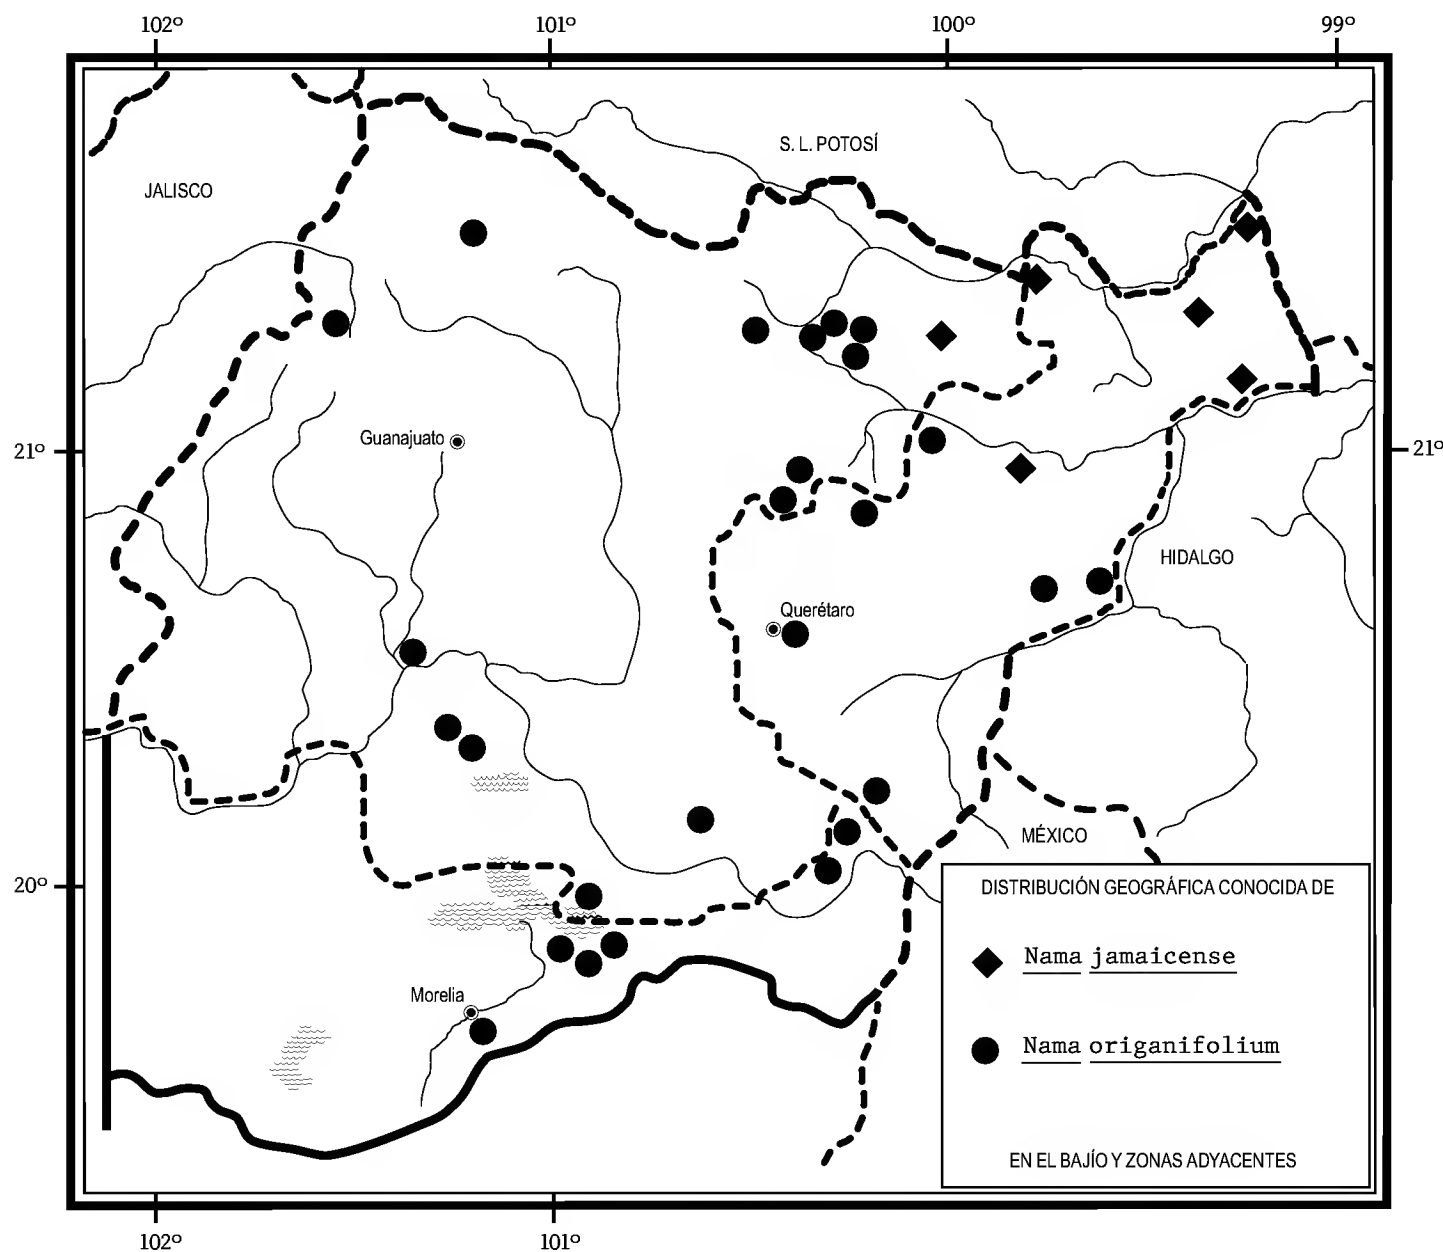 102º 101º 100º 99º
S. L. POTOSÍ
JALISCO
Guanajuato
21º 21º
HIDALGO
Querétaro
MÉXICO
20º
DISTRIBUCIÓN GEOGRÁFICA CONOCIDA DE
Nama jamaicense
Morelia
Nama origanifolium
EN EL BAJÍO Y ZONAS ADYACENTES
102º 101º